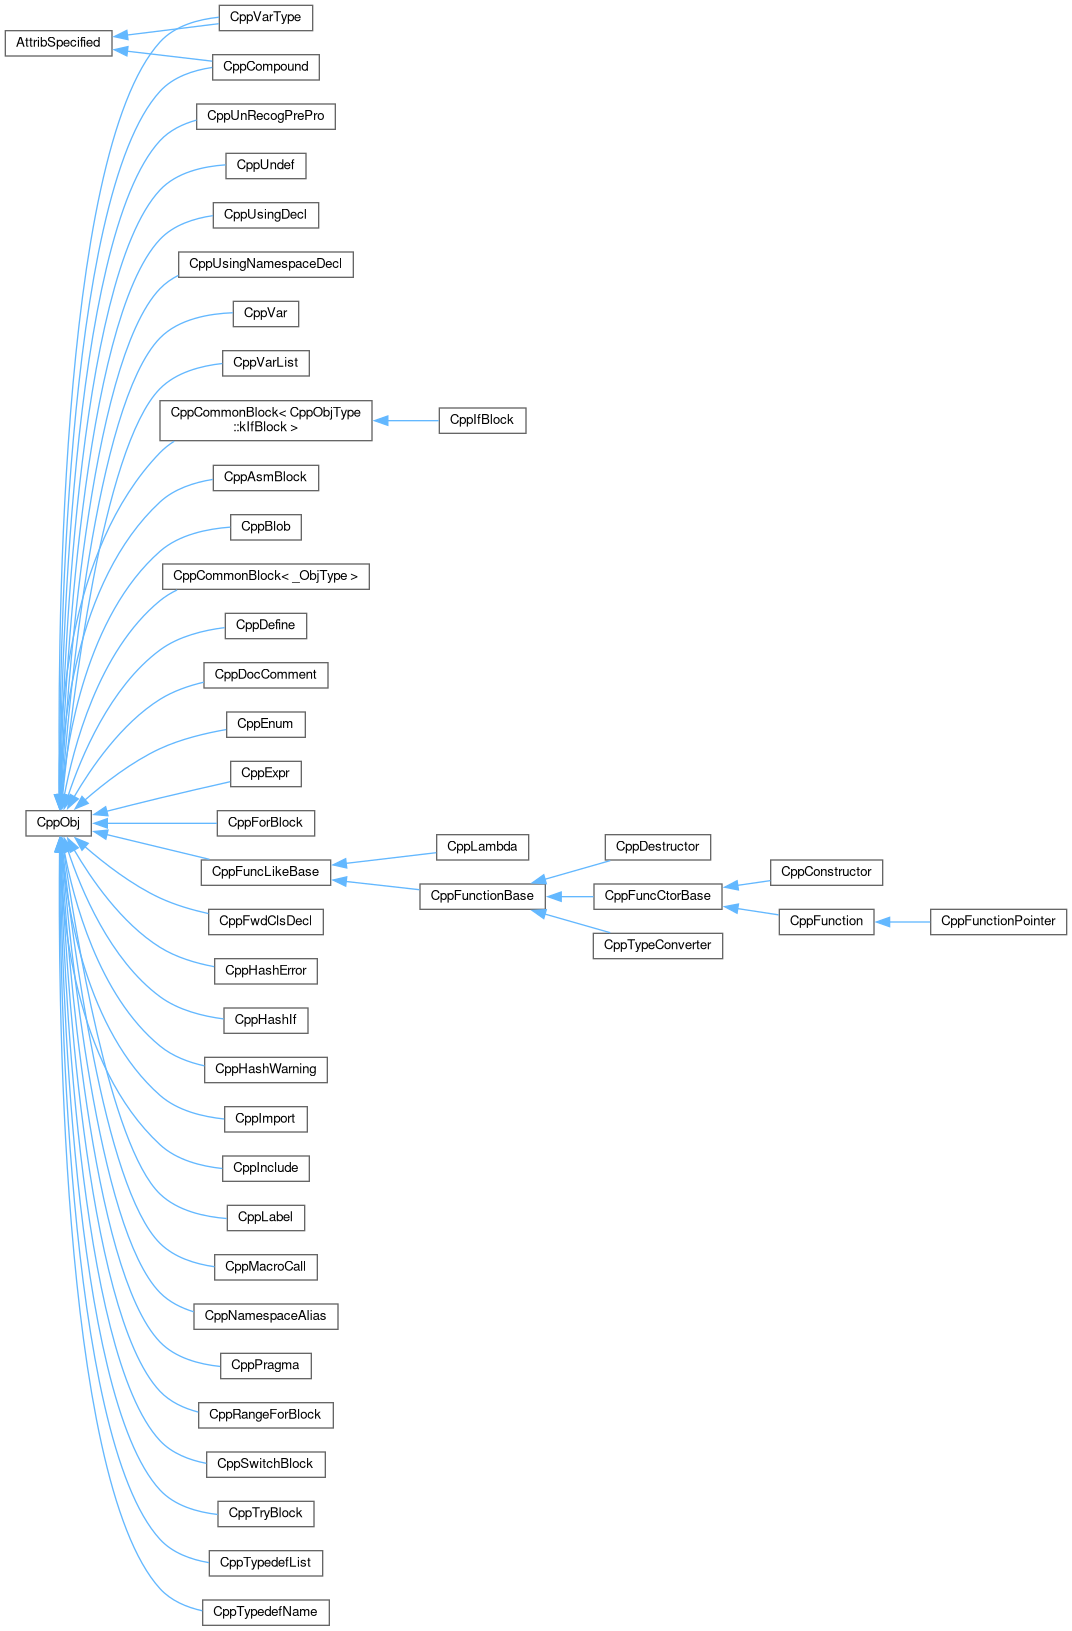 CppVarType
AttribSpecified
CppCompound
CppUnRecogPrePro
CppUndef
CppUsingDecl
CppUsingNamespaceDecl
CppVar
CppVarList
CppCommonBlock< CppObjType
::kIfBlock >
CppIfBlock
CppAsmBlock
CppBlob
CppCommonBlock< _ObjType >
CppDefine
CppDocComment
CppEnum
CppExpr
CppObj
CppForBlock
CppFuncLikeBase
CppLambda
CppFunctionBase
CppDestructor
CppFuncCtorBase
CppTypeConverter
CppConstructor
CppFunction
CppFunctionPointer
CppFwdClsDecl
CppHashError
CppHashIf
CppHashWarning
CppImport
CppInclude
CppLabel
CppMacroCall
CppNamespaceAlias
CppPragma
CppRangeForBlock
CppSwitchBlock
CppTryBlock
CppTypedefList
CppTypedefName